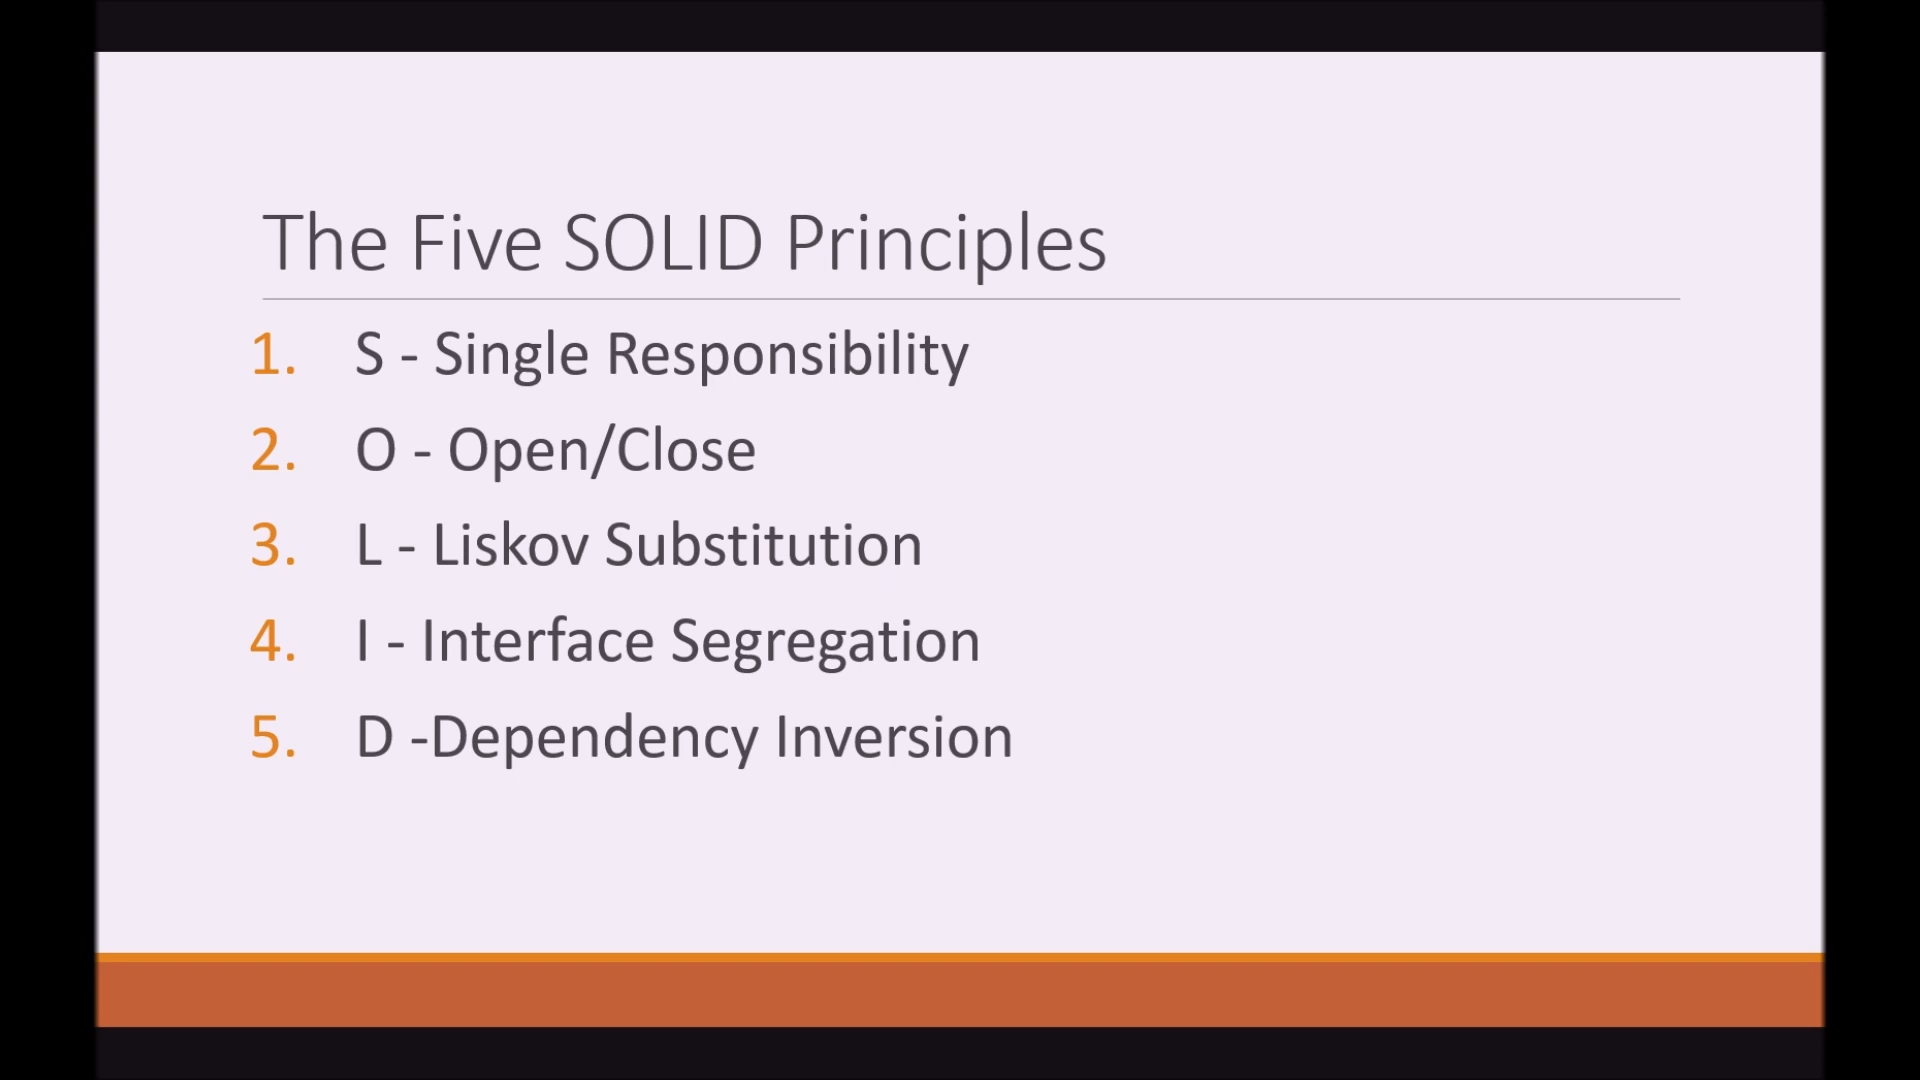 The Five SOLID Principles
1. S - Single Responsibility
2. O - Open/Close
3. L - Liskov Substitution
4. I - Interface Segregation
5. D -Dependency Inversion